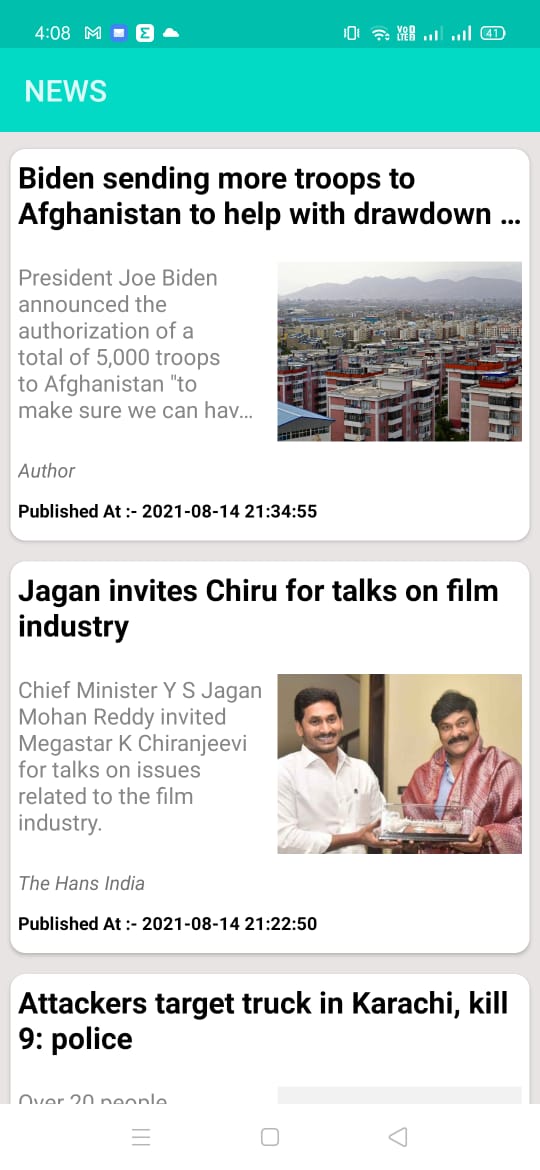 4:08
VoD
LTE2
41
NEWS
Biden sending more troops to
Afghanistan to help with drawdown ...
President Joe Biden
announced the
authorization of a
total of 5,000 troops
to Afghanistan "to
make sure we can hav...
Author
Published At :- 2021-08-14 21:34:55
Jagan invites Chiru for talks on film
industry
Chief Minister Y S Jagan
Mohan Reddy invited
Megastar K Chiranjeevi
for talks on issues
related to the film
industry.
The Hans India
Published At :- 2021-08-14 21:22:50
Attackers target truck in Karachi, kill
9: police
Over 20 people